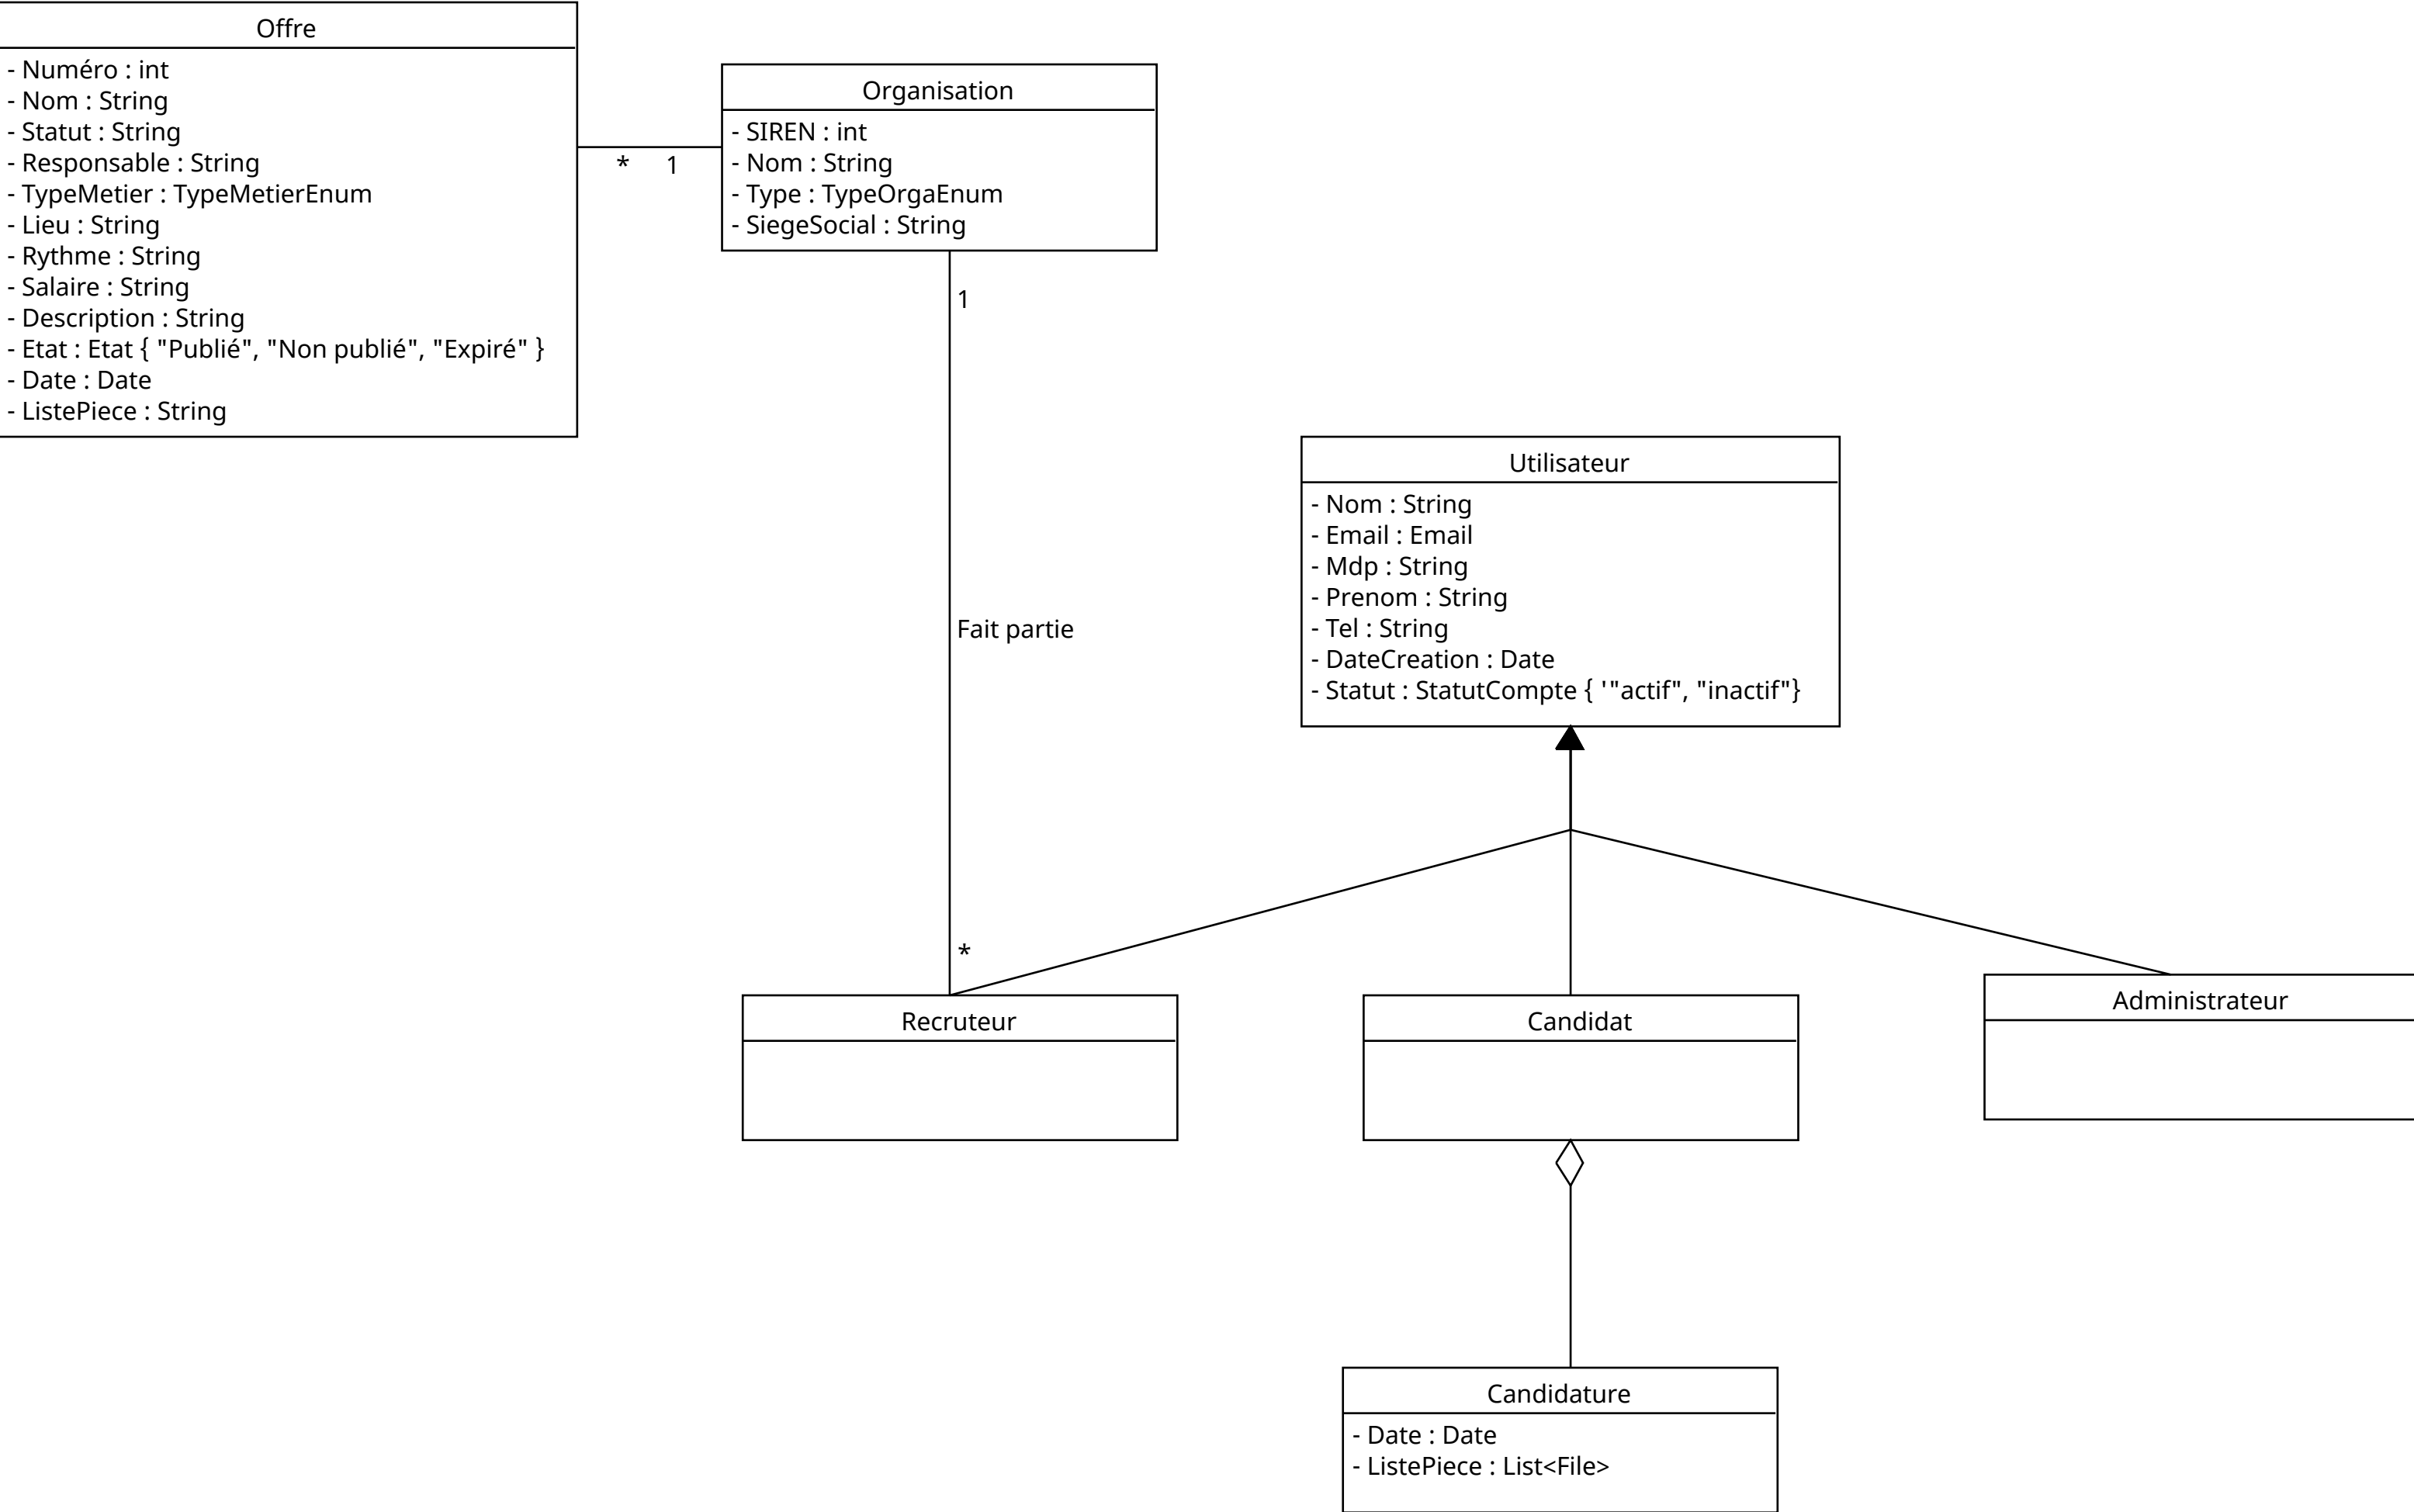 Offre
- Numéro : int
- Nom : String
- Statut : String
- Responsable : String
- TypeMetier : TypeMetierEnum
- Lieu : String
- Rythme : String
- Salaire : String
- Description : String
- Etat : Etat { "Publié", "Non publié", "Expiré" }
- Date : Date
- ListePiece : String
* 1
Organisation
- SIREN : int
- Nom : String
- Type : TypeOrgaEnum
- SiegeSocial : String
1
Fait partie
*
Utilisateur
- Nom : String
- Email : Email
- Mdp : String
- Prenom : String
- Tel : String
- DateCreation : Date
- Statut : StatutCompte { '"actif", "inactif"}
Recruteur
Candidat
Administrateur
Candidature
- Date : Date
- ListePiece : List<File>